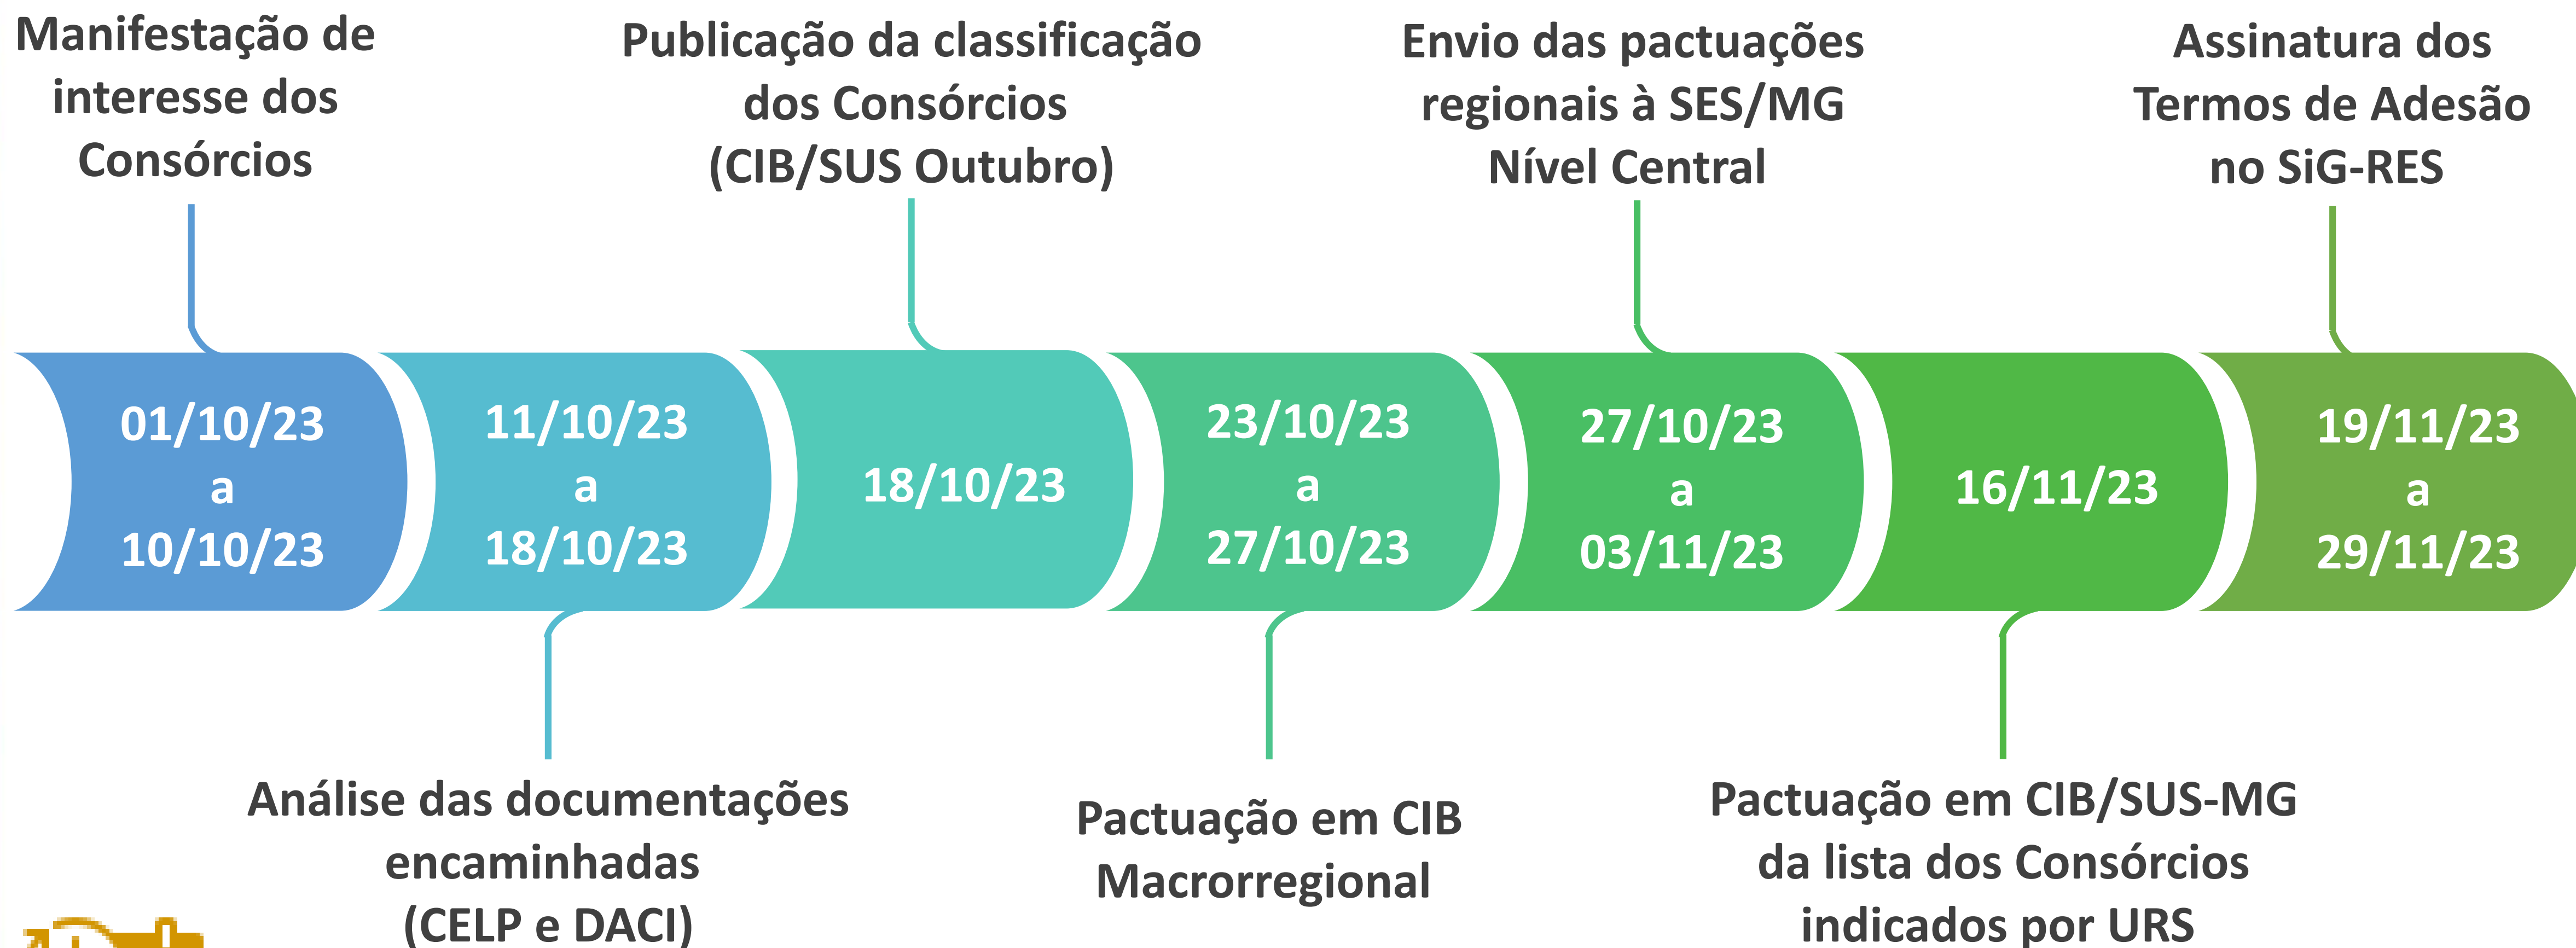 Manifestação de
interesse dos
Consórcios
Publicação da classificação
dos Consórcios
(CIB/SUS Outubro)
Envio das pactuações
regionais à SES/MG
Nível Central
Assinatura dos
Termos de Adesão
no SiG-RES
01/10/23
a
10/10/23
11/10/23
a
18/10/23
18/10/23
23/10/23
a
27/10/23
27/10/23
a
03/11/23
16/11/23
19/11/23
a
29/11/23
Análise das documentações
encaminhadas
(CELP e DACI)
Pactuação em CIB
Macrorregional
Pactuação em CIB/SUS-MG
da lista dos Consórcios
indicados por URS